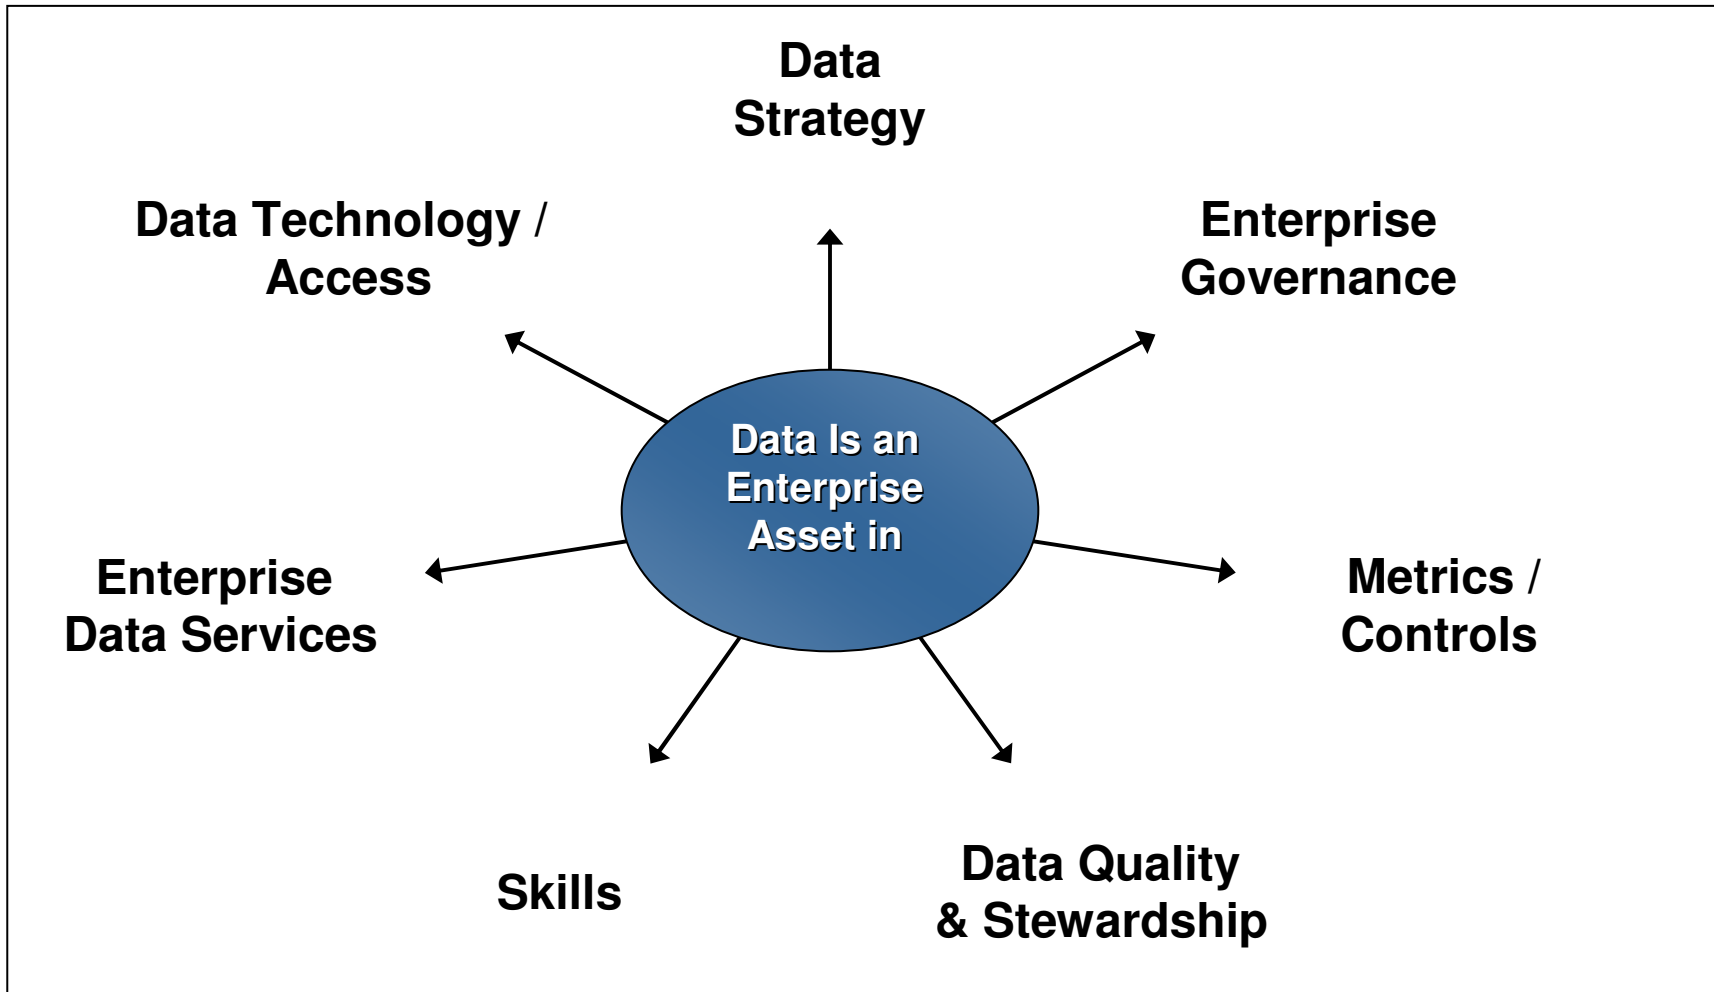 Data
Strategy
Data Technology /
Access
Enterprise
Governance
Data Is an
Enterprise
Asset in
Enterprise
Data Services
Metrics /
Controls
Skills
Data Quality
& Stewardship